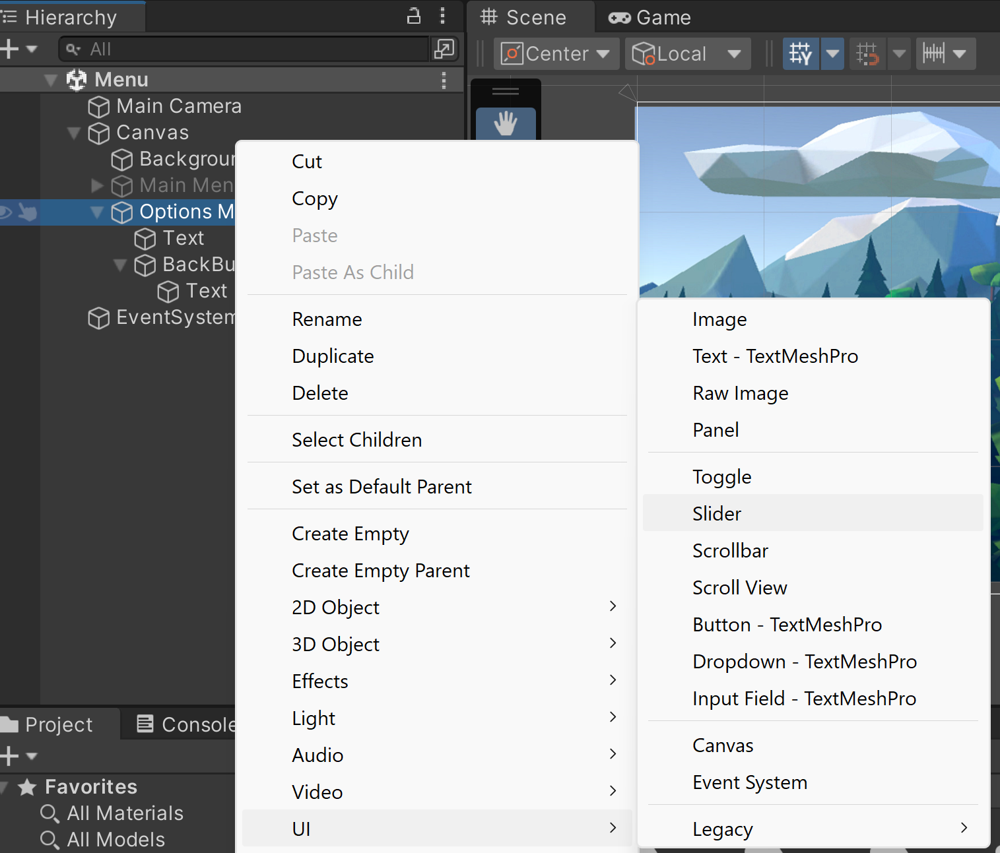 Hierarchy
Scene
Game
All
Center
Local
Menu
Main Camera
Canvas
Main
Options
Text
Text
Cut
Copy
Paste
Paste As Child
Rename
Duplicate
Delete
Select Children
Set as Default Parent
Create Empty
Create Empty Parent
2D Object
3D Object
Effects
Light
Audio
Video
UI
Image
Text - TextMeshPro
Raw Image
Panel
Toggle
Slider
Scrollbar
Scroll View
Button - TextMeshPro
Dropdown - TextMeshPro
Input Field - TextMeshPro
Canvas
Event System
Legacy
EventSystem
Project
Console
Favorites
All Materials
All Models